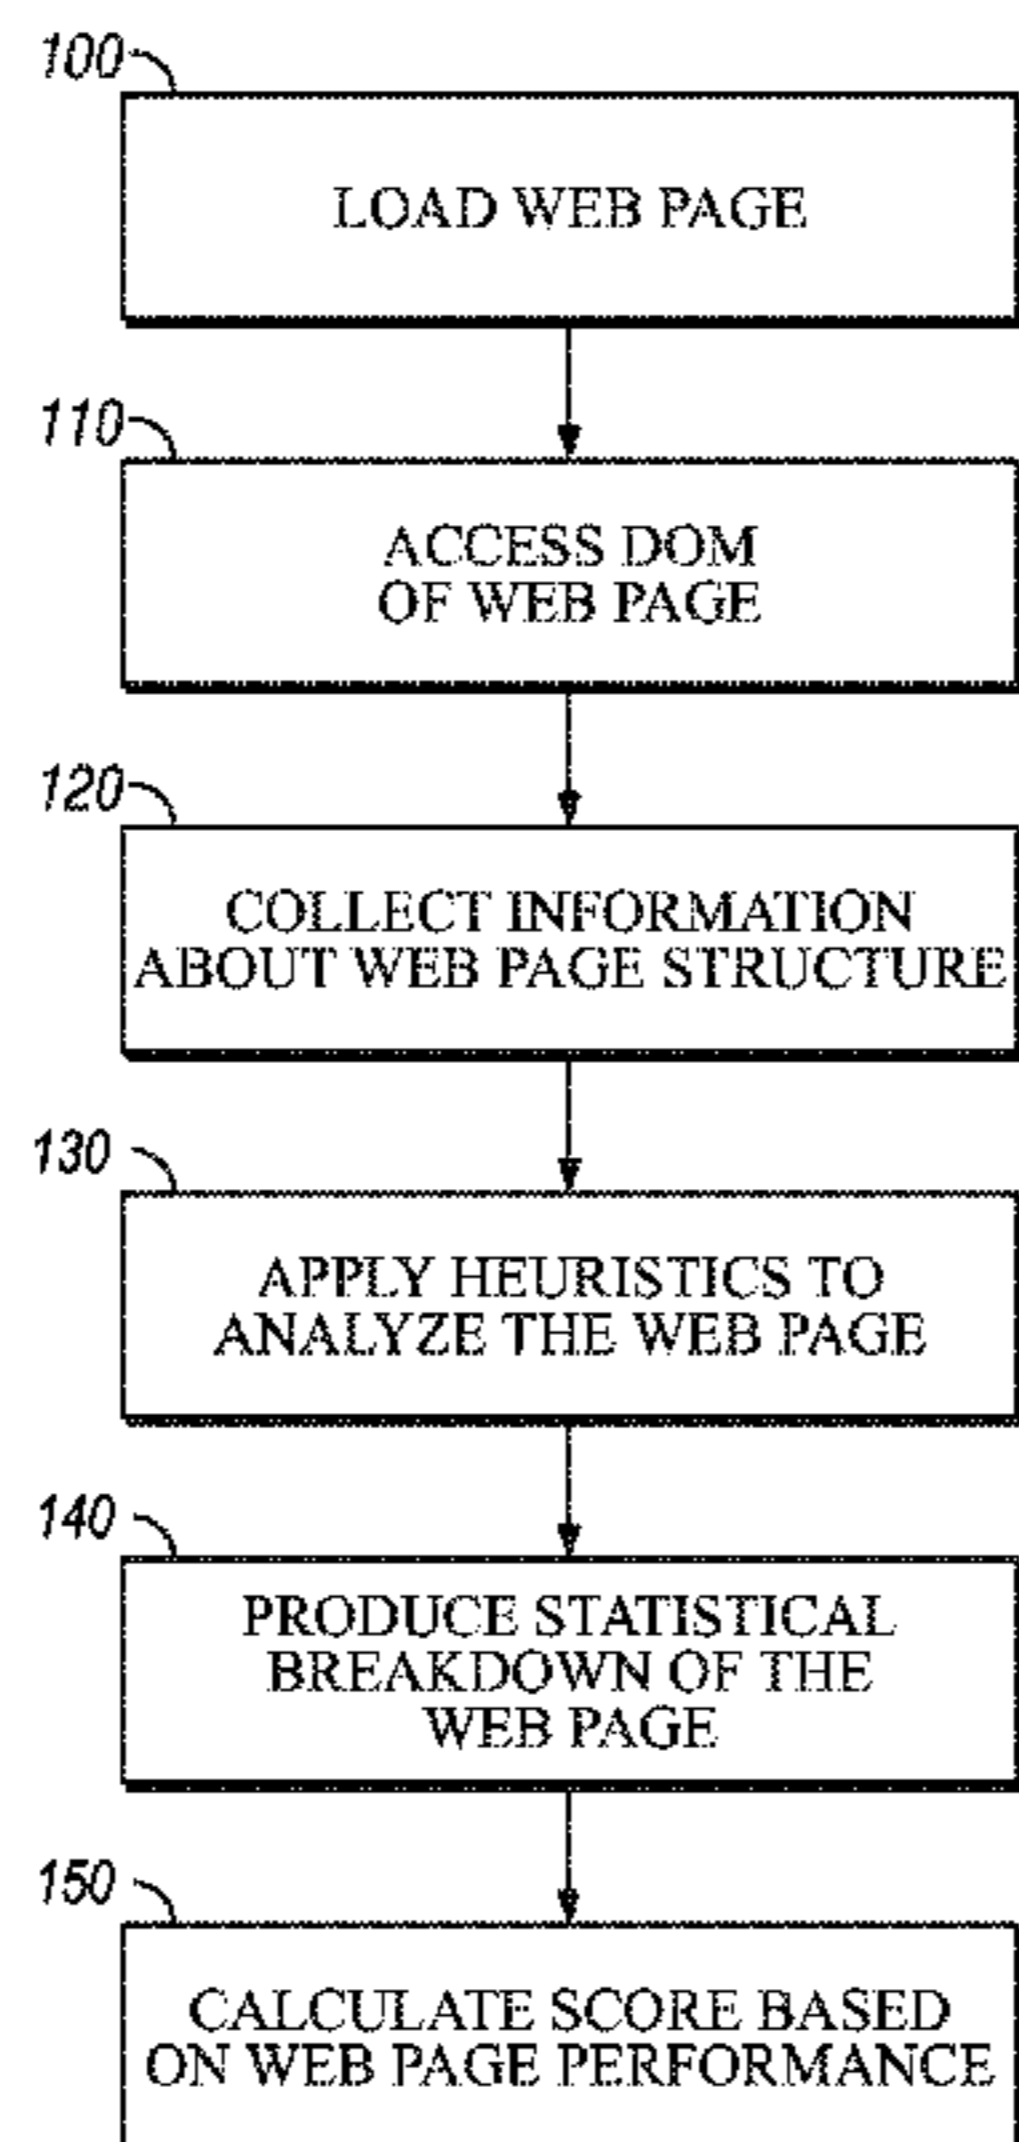 100
LOAD WEB PAGE
110
ACCESS DOM
OF WEB PAGE
120
COLLECT INFORMATION
ABOUT WEB PAGE STRUCTURE
130
APPLY HEURISTICS TO
ANALYZE THE WEB PAGE
140
PRODUCE STATISTICAL
BREAKDOWN OF THE
WEB PAGE
150
CALCULATE SCORE BASED
ON WEB PAGE PERFORMANCE